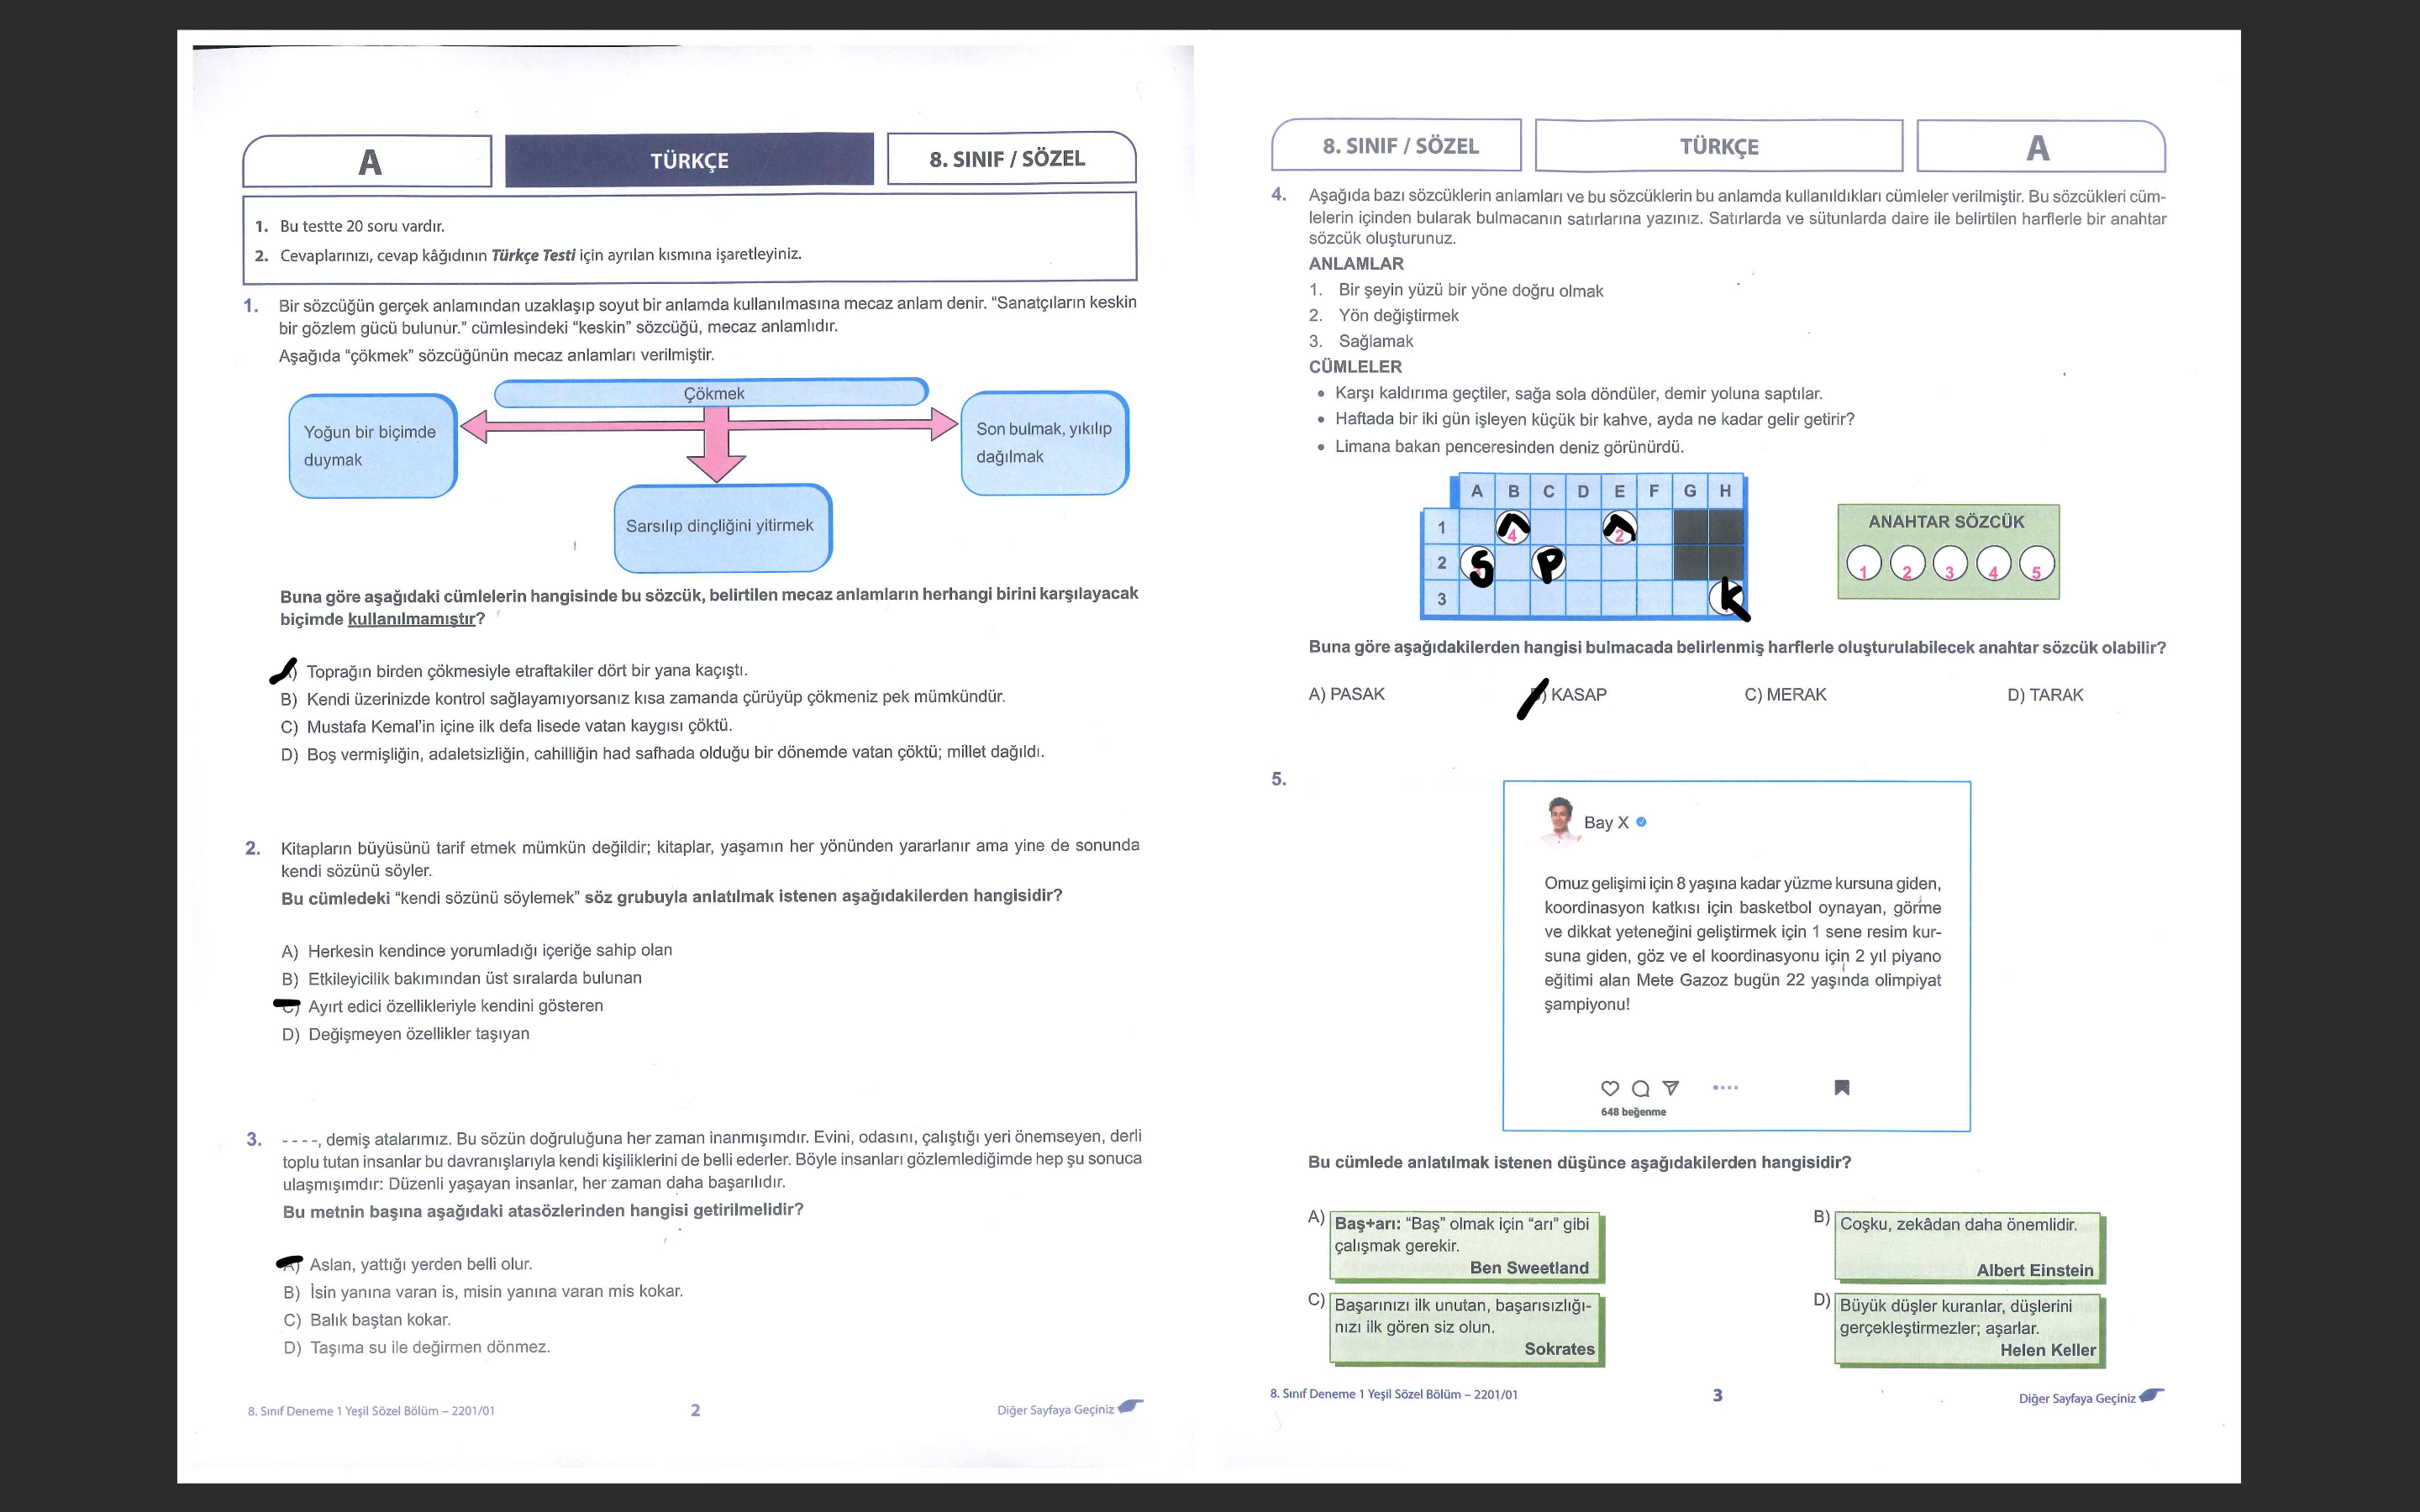 A
TÜRKÇE
8. SINIF / SÖZEL
1. Bu testte 20 soru vardır.
2. Cevaplarınızı, cevap kâğıdının Türkçe Testi için ayrılan kısmına işaretleyiniz.
1. Bir sözcüğün gerçek anlamından uzaklaşıp soyut bir anlamda kullanılmasına mecaz anlam denir. “Sanatçıların keskin
bir gözlem gücü bulunur.” cümlesindeki “keskin” sözcüğü, mecaz anlamlıdır.
Aşağıda “çökmek” sözcüğünün mecaz anlamları verilmiştir.
Çökmek
Yoğun bir biçimde
duymak
Son bulmak, yıkılıp
dağılmak
Sarsılıp dinçliğini yitirmek
Buna göre aşağıdaki cümlelerin hangisinde bu sözcük, belirtilen mecaz anlamların herhangi birini karşılayacak
biçimde kullanılmamıştır?
Toprağın birden çökmesiyle etraftakiler dört bir yana kaçıştı.
B) Kendi üzerinizde kontrol sağlayamıyorsanız kısa zamanda çürüyüp çökmeniz pek mümkündür.
C) Mustafa Kemal’in içine ilk defa lisede vatan kaygısı çöktü.
D) Boş vermişliğin, adaletsizliğin, cahilliğin had safhada olduğu bir dönemde vatan çöktü; millet dağıldı.
2. Kitapların büyüsünü tarif etmek mümkün değildir; kitaplar, yaşamın her yönünden yararlanır ama yine de sonunda
kendi sözünü söyler.
Bu cümledeki “kendi sözünü söylemek” söz grubuyla anlatılmak istenen aşağıdakilerden hangisidir?
A) Herkesin kendince yorumladığı içeriğe sahip olan
B) Etkileyicilik bakımından üst sıralarda bulunan
C) Ayırt edici özellikleriyle kendini gösteren
D) Değişmeyen özellikler taşıyan
3. - - - -, demiş atalarımız. Bu sözün doğruluğuna her zaman inanmışımdır. Evini, odasını, çalıştığı yeri önemseyen, derli
toplu tutan insanlar bu davranışlarıyla kendi kişiliklerini de belli ederler. Böyle insanları gözlemlediğimde hep şu sonuca
ulaşmışımdır: Düzenli yaşayan insanlar, her zaman daha başarılıdır.
Bu metnin başına aşağıdaki atasözlerinden hangisi getirilmelidir?
A) Aslan, yattığı yerden belli olur.
B) İsin yanına varan is, misin yanına varan mis kokar.
C) Balık baştan kokar.
D) Taşıma su ile değirmen dönmez.
8. Sınıf Deneme 1 Yeşil Sözel Bölüm – 2201/01
2
Diğer Sayfaya Geçiniz
8. SINIF / SÖZEL
TÜRKÇE
A
4. Aşağıda bazı sözcüklerin anlamları ve bu sözcüklerin bu anlamda kullanıldıkları cümleler verilmiştir. Bu sözcükleri cüm-
lelerin içinden bularak bulmacanın satırlarına yazınız. Satırlarda ve sütunlarda daire ile belirtilen harflerle bir anahtar
sözcük oluşturunuz.
ANLAMLAR
1. Bir şeyin yüzü bir yöne doğru olmak
2. Yön değiştirmek
3. Sağlamak
CÜMLELER
• Karşı kaldırıma geçtiler, sağa sola döndüler, demir yoluna saptılar.
• Haftada bir iki gün işleyen küçük bir kahve, ayda ne kadar gelir getirir?
• Limana bakan penceresinden deniz görünürdü.
A B C D E F G H
1 4 2
2 S P
3 K
ANAHTAR SÖZCÜK
1 2 3 4 5
Buna göre aşağıdakilerden hangisi bulmacada belirlenmiş harflerle oluşturulabilecek anahtar sözcük olabilir?
A) PASAK
KASAP
C) MERAK
D) TARAK
5.
Bay X
Omuz gelişimi için 8 yaşına kadar yüzme kursuna giden,
koordinasyon katkısı için basketbol oynayan, görme
ve dikkat yeteneğini geliştirmek için 1 sene resim kur-
suna giden, göz ve el koordinasyonu için 2 yıl piyano
eğitimi alan Mete Gazoz bugün 22 yaşında olimpiyat
şampiyonu!
648 beğenme
Bu cümlede anlatılmak istenen düşünce aşağıdakilerden hangisidir?
A) Baş+arı: “Baş” olmak için “arı” gibi
çalışmak gerekir.
Ben Sweetland
B) Coşku, zekâdan daha önemlidir.
Albert Einstein
C) Başarınızı ilk unutan, başarısızlığı-
nızı ilk gören siz olun.
Sokrates
D) Büyük düşler kuranlar, düşlerini
gerçekleştirmezler; aşarlar.
Helen Keller
8. Sınıf Deneme 1 Yeşil Sözel Bölüm – 2201/01
3
Diğer Sayfaya Geçiniz